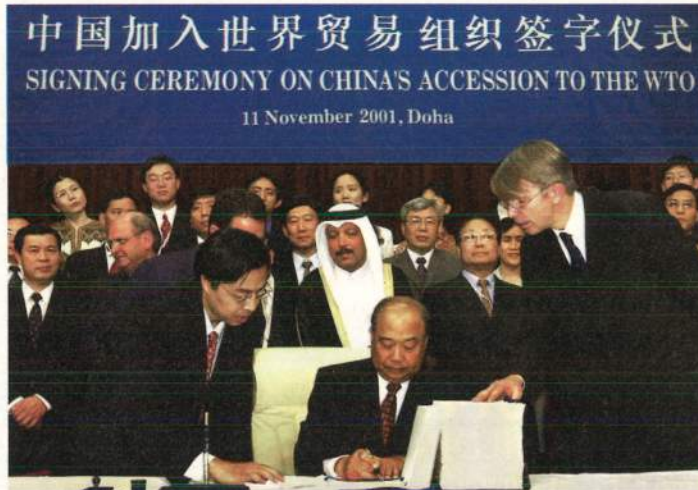 中国加入世界贸易组织签字仪式
SIGNING CEREMONY ON CHINA'S ACCESSION TO THE WTO
11 November 2001, Doha